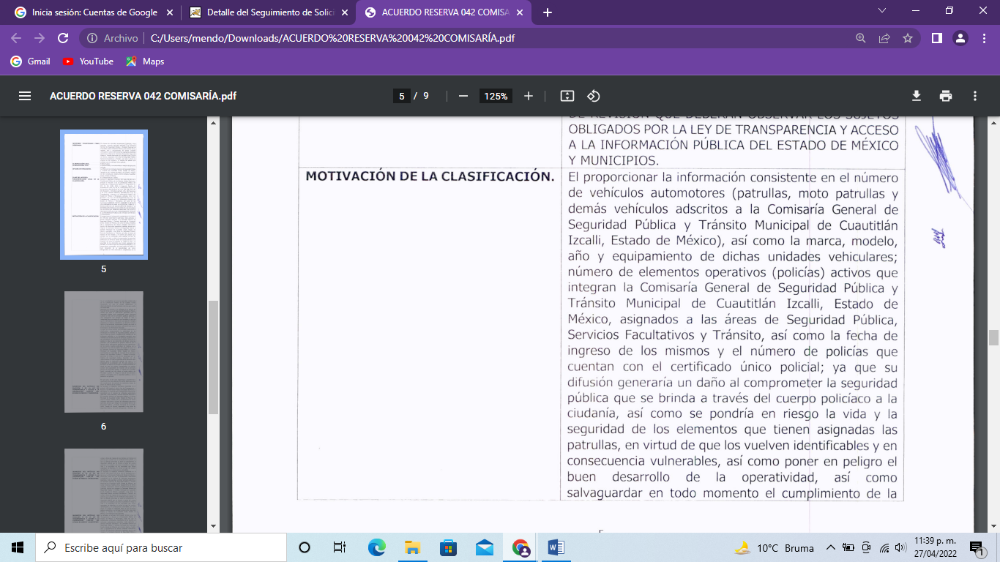 Inicia sesión: Cuentas de Google
Detalle del Seguimiento de Solici
ACUERDO RESERVA 042 COMISA
Archivo
C:/Users/mendo/Downloads/ACUERDO%20RESERVA%20042%20COMISARÍA.pdf
Gmail
YouTube
Maps
ACUERDO RESERVA 042 COMISARÍA.pdf
5 / 9
125%
5
6
DE REVISIÓN QUE DEBERÁN OBSERVAR LOS SUJETOS
OBLIGADOS POR LA LEY DE TRANSPARENCIA Y ACCESO
A LA INFORMACIÓN PÚBLICA DEL ESTADO DE MÉXICO
Y MUNICIPIOS.
MOTIVACIÓN DE LA CLASIFICACIÓN.
El proporcionar la información consistente en el número
de vehículos automotores (patrullas, moto patrullas y
demás vehículos adscritos a la Comisaría General de
Seguridad Pública y Tránsito Municipal de Cuautitlán
Izcalli, Estado de México), así como la marca, modelo,
año y equipamiento de dichas unidades vehiculares;
número de elementos operativos (policías) activos que
integran la Comisaría General de Seguridad Pública y
Tránsito Municipal de Cuautitlán Izcalli, Estado de
México, asignados a las áreas de Seguridad Pública,
Servicios Facultativos y Tránsito, así como la fecha de
ingreso de los mismos y el número de policías que
cuentan con el certificado único policial; ya que su
difusión generaría un daño al comprometer la seguridad
pública que se brinda a través del cuerpo policíaco a la
ciudanía, así como se pondría en riesgo la vida y la
seguridad de los elementos que tienen asignadas las
patrullas, en virtud de que los vuelven identificables y en
consecuencia vulnerables, así como poner en peligro el
buen desarrollo de la operatividad, así como
salvaguardar en todo momento el cumplimiento de la
Escribe aquí para buscar
10°C Bruma
11:39 p. m.
27/04/2022
1